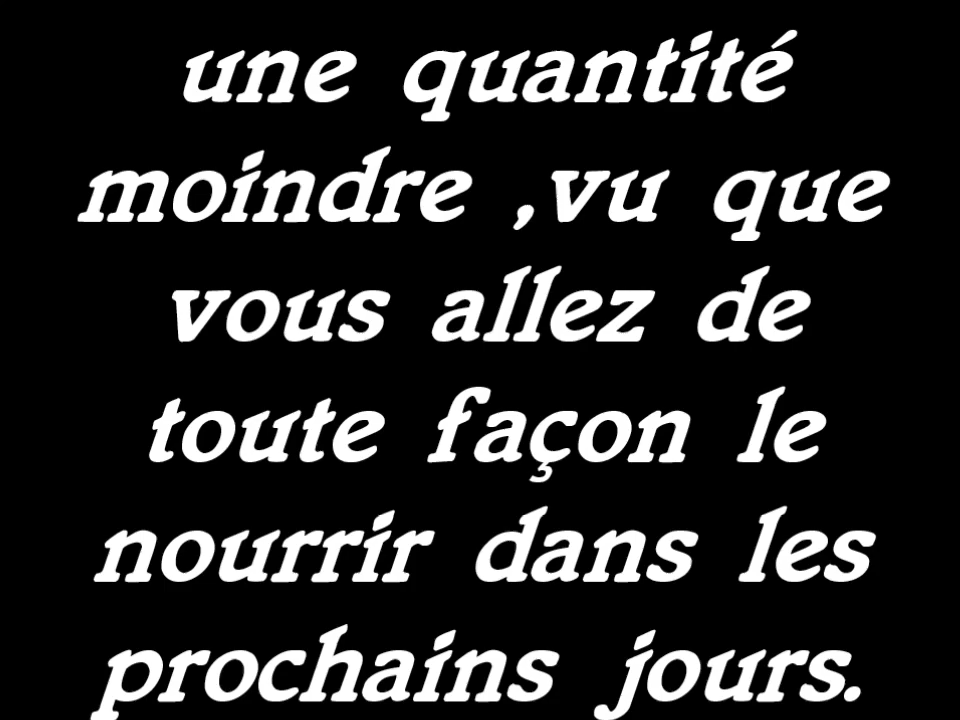 une quantité
moindre ,vu que
vous allez de
toute façon le
nourrir dans les
prochains jours.